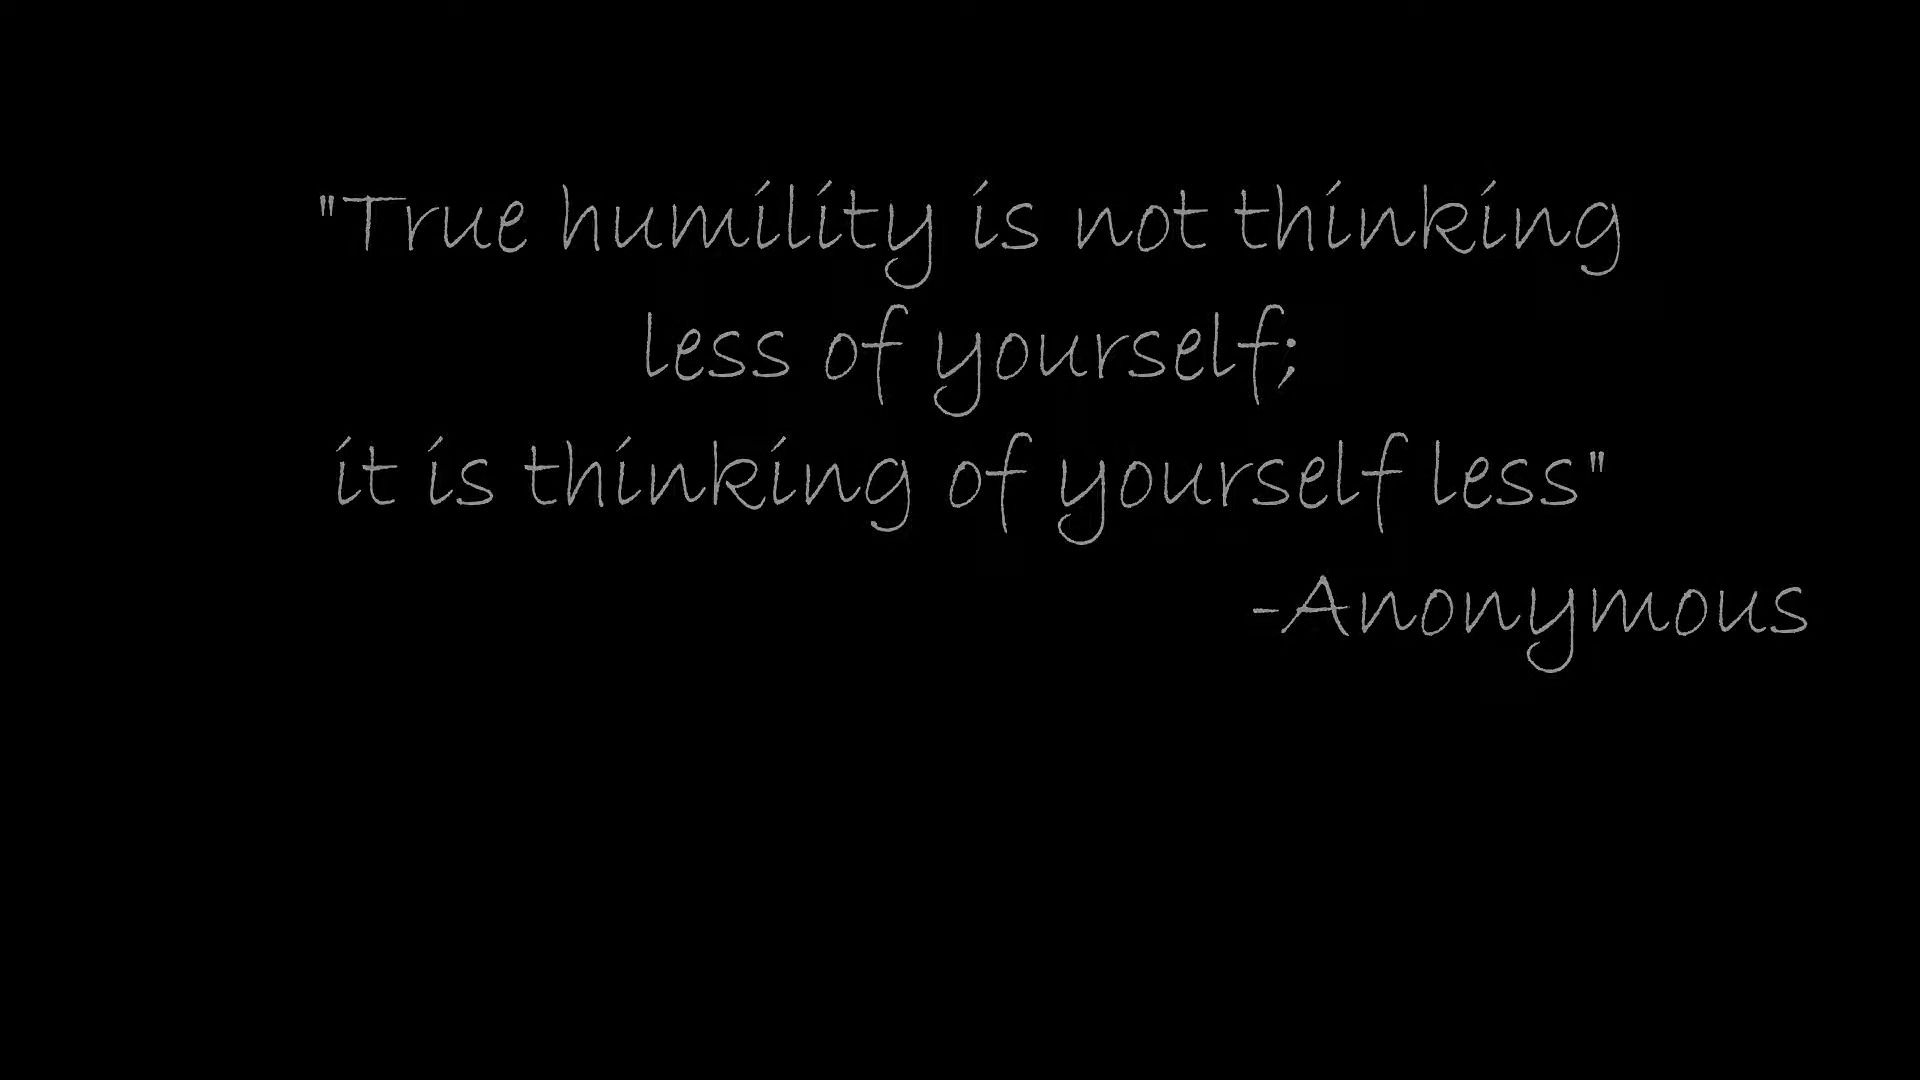 "True humility is not thinking
less of yourself;
it is thinking of yourself less"
-Anonymous